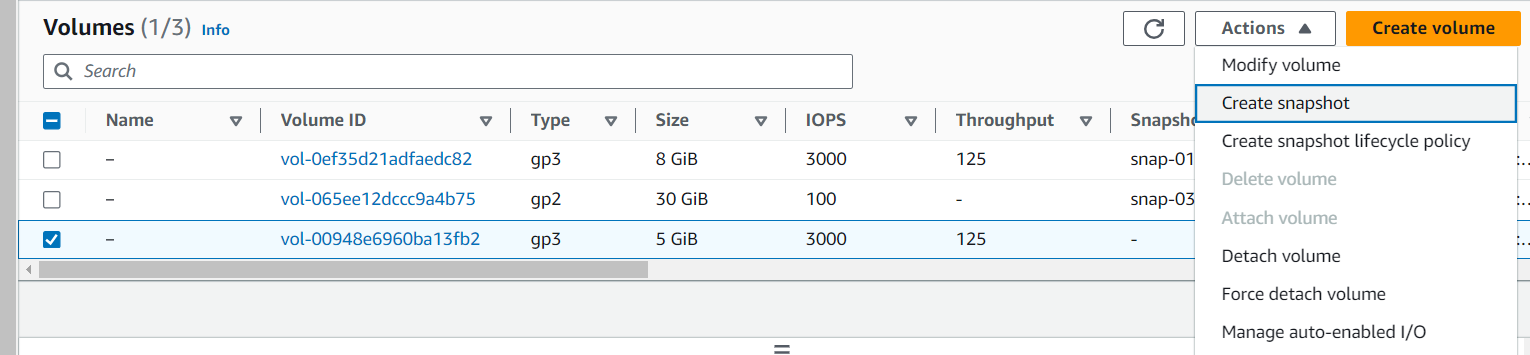 Volumes (1/3) Info
Actions
Create volume
Search
Modify volume
Create snapshot
Create snapshot lifecycle policy
Delete volume
Attach volume
Detach volume
Force detach volume
Manage auto-enabled I/O
Name Volume ID Type Size IOPS Throughput
– vol-0ef35d21adfaedc82 gp3 8 GiB 3000 125 snap-01
– vol-065ee12dccc9a4b75 gp2 30 GiB 100 - snap-03
– vol-00948e6960ba13fb2 gp3 5 GiB 3000 125 -